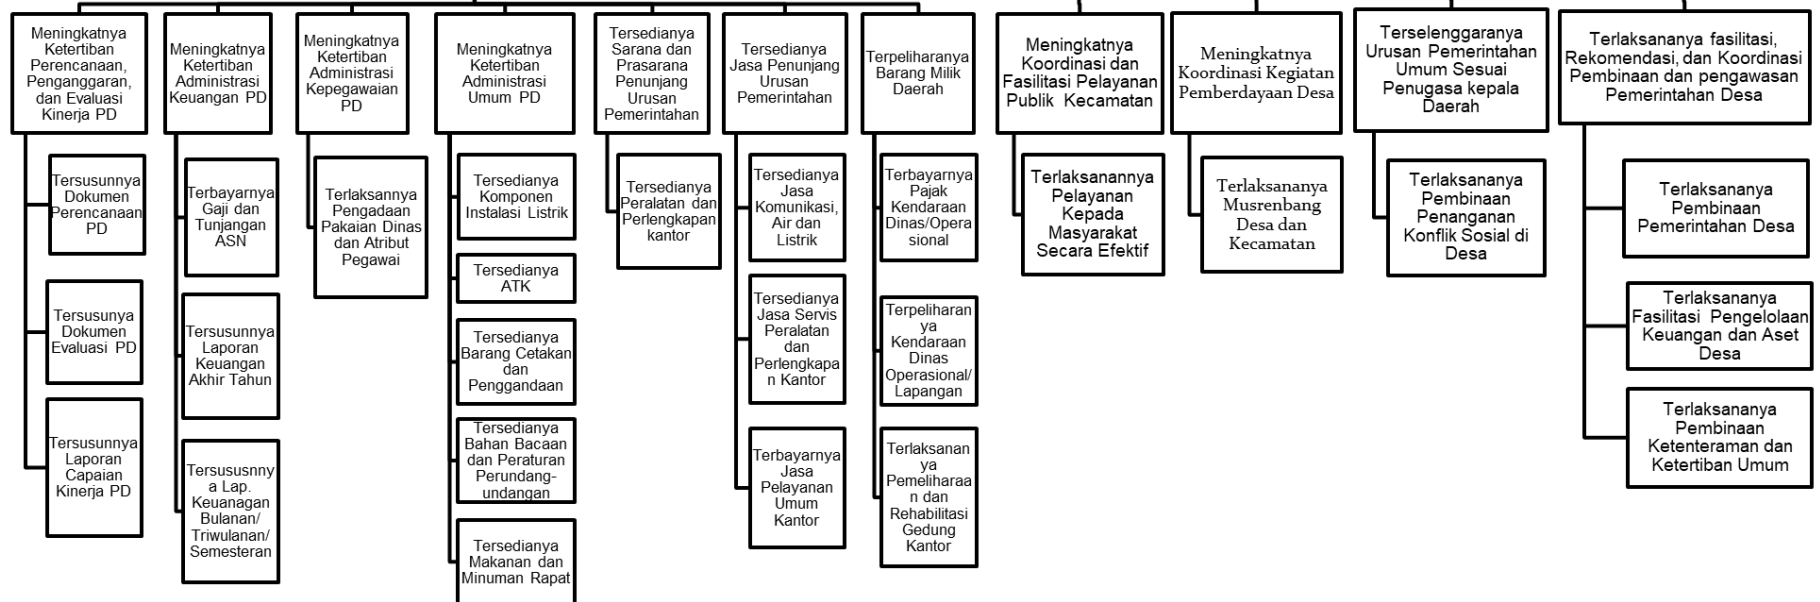 Meningkatnya
Ketertiban
Perencanaan,
Penganggaran,
dan Evaluasi
Kinerja PD
Tersusunnya
Dokumen
Perencanaan
PD
Tersusunya
Dokumen
Evaluasi PD
Tersusunnya
Laporan
Capaian
Kinerja PD
Meningkatnya
Ketertiban
Administrasi
Keuangan PD
Terbayarnya
Gaji dan
Tunjangan
ASN
Tersusunnya
Laporan
Keuangan
Akhir Tahun
Tersususnny
a Lap.
Keuanagan
Bulanan/
Triwulanan/
Semesteran
Meningkatnya
Ketertiban
Administrasi
Kepegawaian
PD
Terlaksannya
Pengadaan
Pakaian Dinas
dan Atribut
Pegawai
Meningkatnya
Ketertiban
Administrasi
Umum PD
Tersedianya
Komponen
Instalasi Listrik
Tersedianya
ATK
Tersedianya
Barang Cetakan
dan
Penggandaan
Tersedianya
Bahan Bacaan
dan Peraturan
Perundang-
undangan
Tersedianya
Makanan dan
Minuman Rapat
Tersedianya
Sarana dan
Prasarana
Penunjang
Urusan
Pemerintahan
Tersedianya
Peralatan dan
Perlengkapan
kantor
Tersedianya
Jasa Penunjang
Urusan
Pemerintahan
Tersedianya
Jasa
Komunikasi,
Air dan
Listrik
Tersedianya
Jasa Servis
Peralatan
dan
Perlengkapa
n Kantor
Terbayarnya
Jasa
Pelayanan
Umum
Kantor
Terpeliharanya
Barang Milik
Daerah
Terbayarnya
Pajak
Kendaraan
Dinas/Opera
sional
Terpeliharan
ya
Kendaraan
Dinas
Operasional/
Lapangan
Terlaksanan
ya
Pemeliharaa
n dan
Rehabilitasi
Gedung
Kantor
Meningkatnya
Koordinasi dan
Fasilitasi Pelayanan
Publik Kecamatan
Terlaksanannya
Pelayanan
Kepada
Masyarakat
Secara Efektif
Meningkatnya
Koordinasi Kegiatan
Pemberdayaan Desa
Terlaksananya
Musrenbang
Desa dan
Kecamatan
Terselenggaranya
Urusan Pemerintahan
Umum Sesuai
Penugasa kepala
Daerah
Terlaksananya
Pembinaan
Penanganan
Konflik Sosial di
Desa
Terlaksananya fasilitasi,
Rekomendasi, dan Koordinasi
Pembinaan dan pengawasan
Pemerintahan Desa
Terlaksananya
Pembinaan
Pemerintahan Desa
Terlaksananya
Fasilitasi Pengelolaan
Keuangan dan Aset
Desa
Terlaksananya
Pembinaan
Ketenteraman dan
Ketertiban Umum